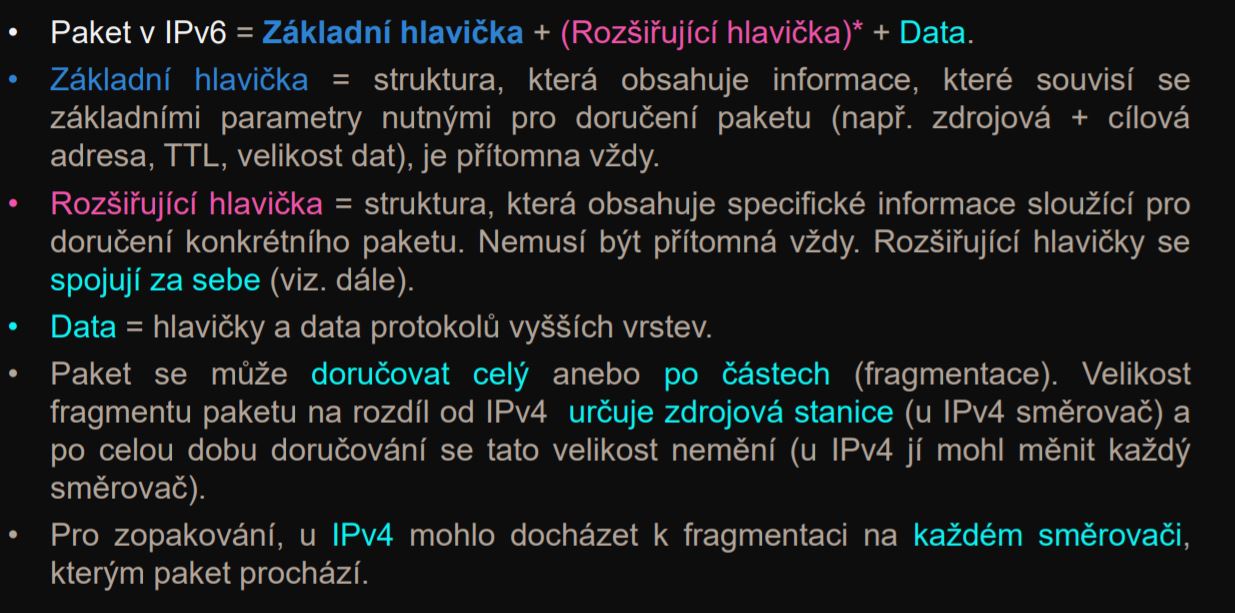 • Paket v IPv6 = Základní hlavička + (Rozšiřující hlavička)* + Data.
• Základní hlavička = struktura, která obsahuje informace, které souvisí se
základními parametry nutnými pro doručení paketu (např. zdrojová + cílová
adresa, TTL, velikost dat), je přítomna vždy.
• Rozšiřující hlavička = struktura, která obsahuje specifické informace sloužící pro
doručení konkrétního paketu. Nemusí být přítomná vždy. Rozšiřující hlavičky se
spojují za sebe (viz. dále).
• Data = hlavičky a data protokolů vyšších vrstev.
• Paket se může doručovat celý anebo po částech (fragmentace). Velikost
fragmentu paketu na rozdíl od IPv4 určuje zdrojová stanice (u IPv4 směrovač) a
po celou dobu doručování se tato velikost nemění (u IPv4 jí mohl měnit každý
směrovač).
• Pro zopakování, u IPv4 mohlo docházet k fragmentaci na každém směrovači,
kterým paket prochází.